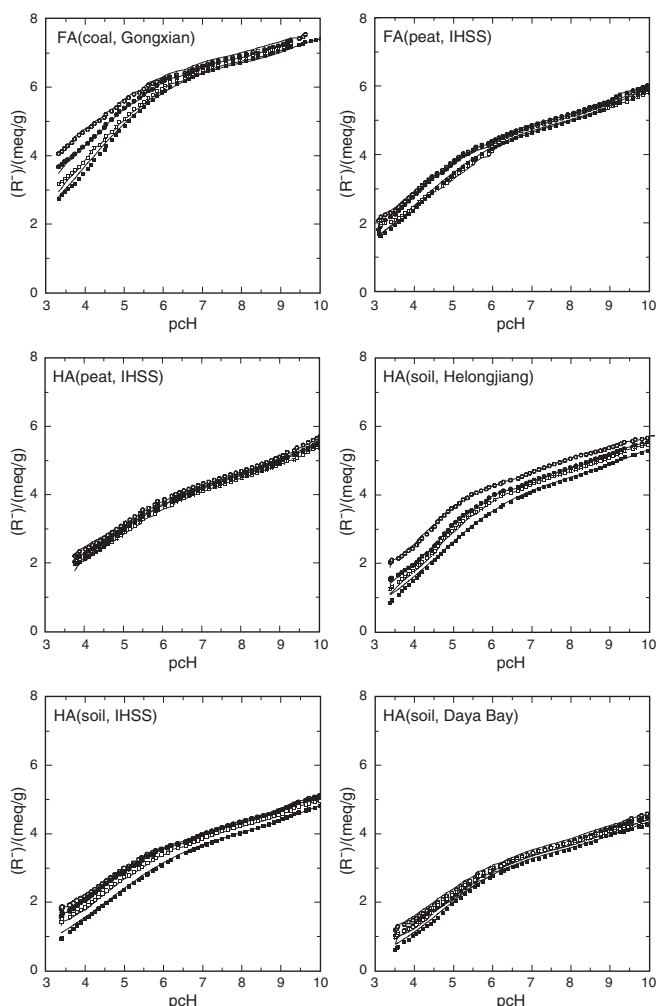 FA(coal, Gongxian)
8
6
4
2
0
(R⁻)/(meq/g)
3 4 5 6 7 8 9 10
pcH
FA(peat, IHSS)
8
6
4
2
0
(R⁻)/(meq/g)
3 4 5 6 7 8 9 10
pcH
HA(peat, IHSS)
8
6
4
2
0
(R⁻)/(meq/g)
3 4 5 6 7 8 9 10
pcH
HA(soil, Helongjiang)
8
6
4
2
0
(R⁻)/(meq/g)
3 4 5 6 7 8 9 10
pcH
HA(soil, IHSS)
8
6
4
2
0
(R⁻)/(meq/g)
3 4 5 6 7 8 9 10
pcH
HA(soil, Daya Bay)
8
6
4
2
0
(R⁻)/(meq/g)
3 4 5 6 7 8 9 10
pcH